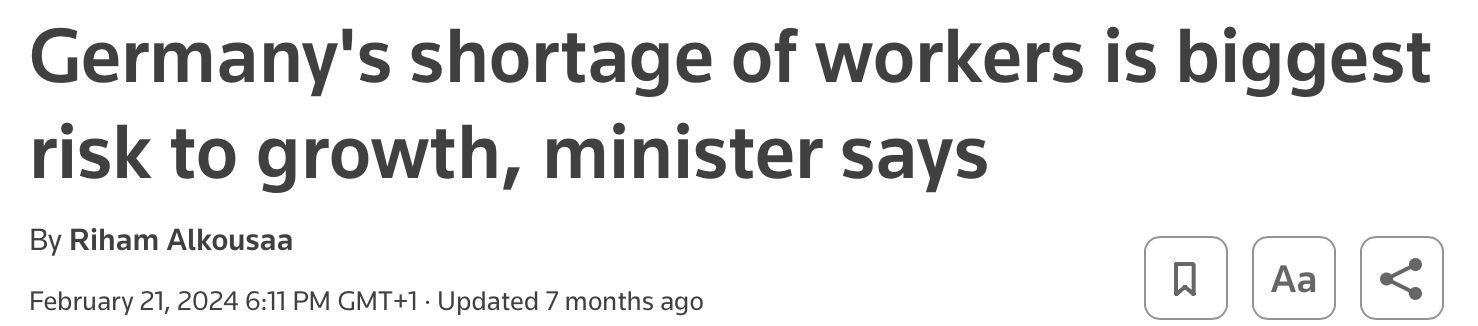 Germany's shortage of workers is biggest
risk to growth, minister says
By Riham Alkousaa
February 21, 2024 6:11 PM GMT+1 · Updated 7 months ago
Aa